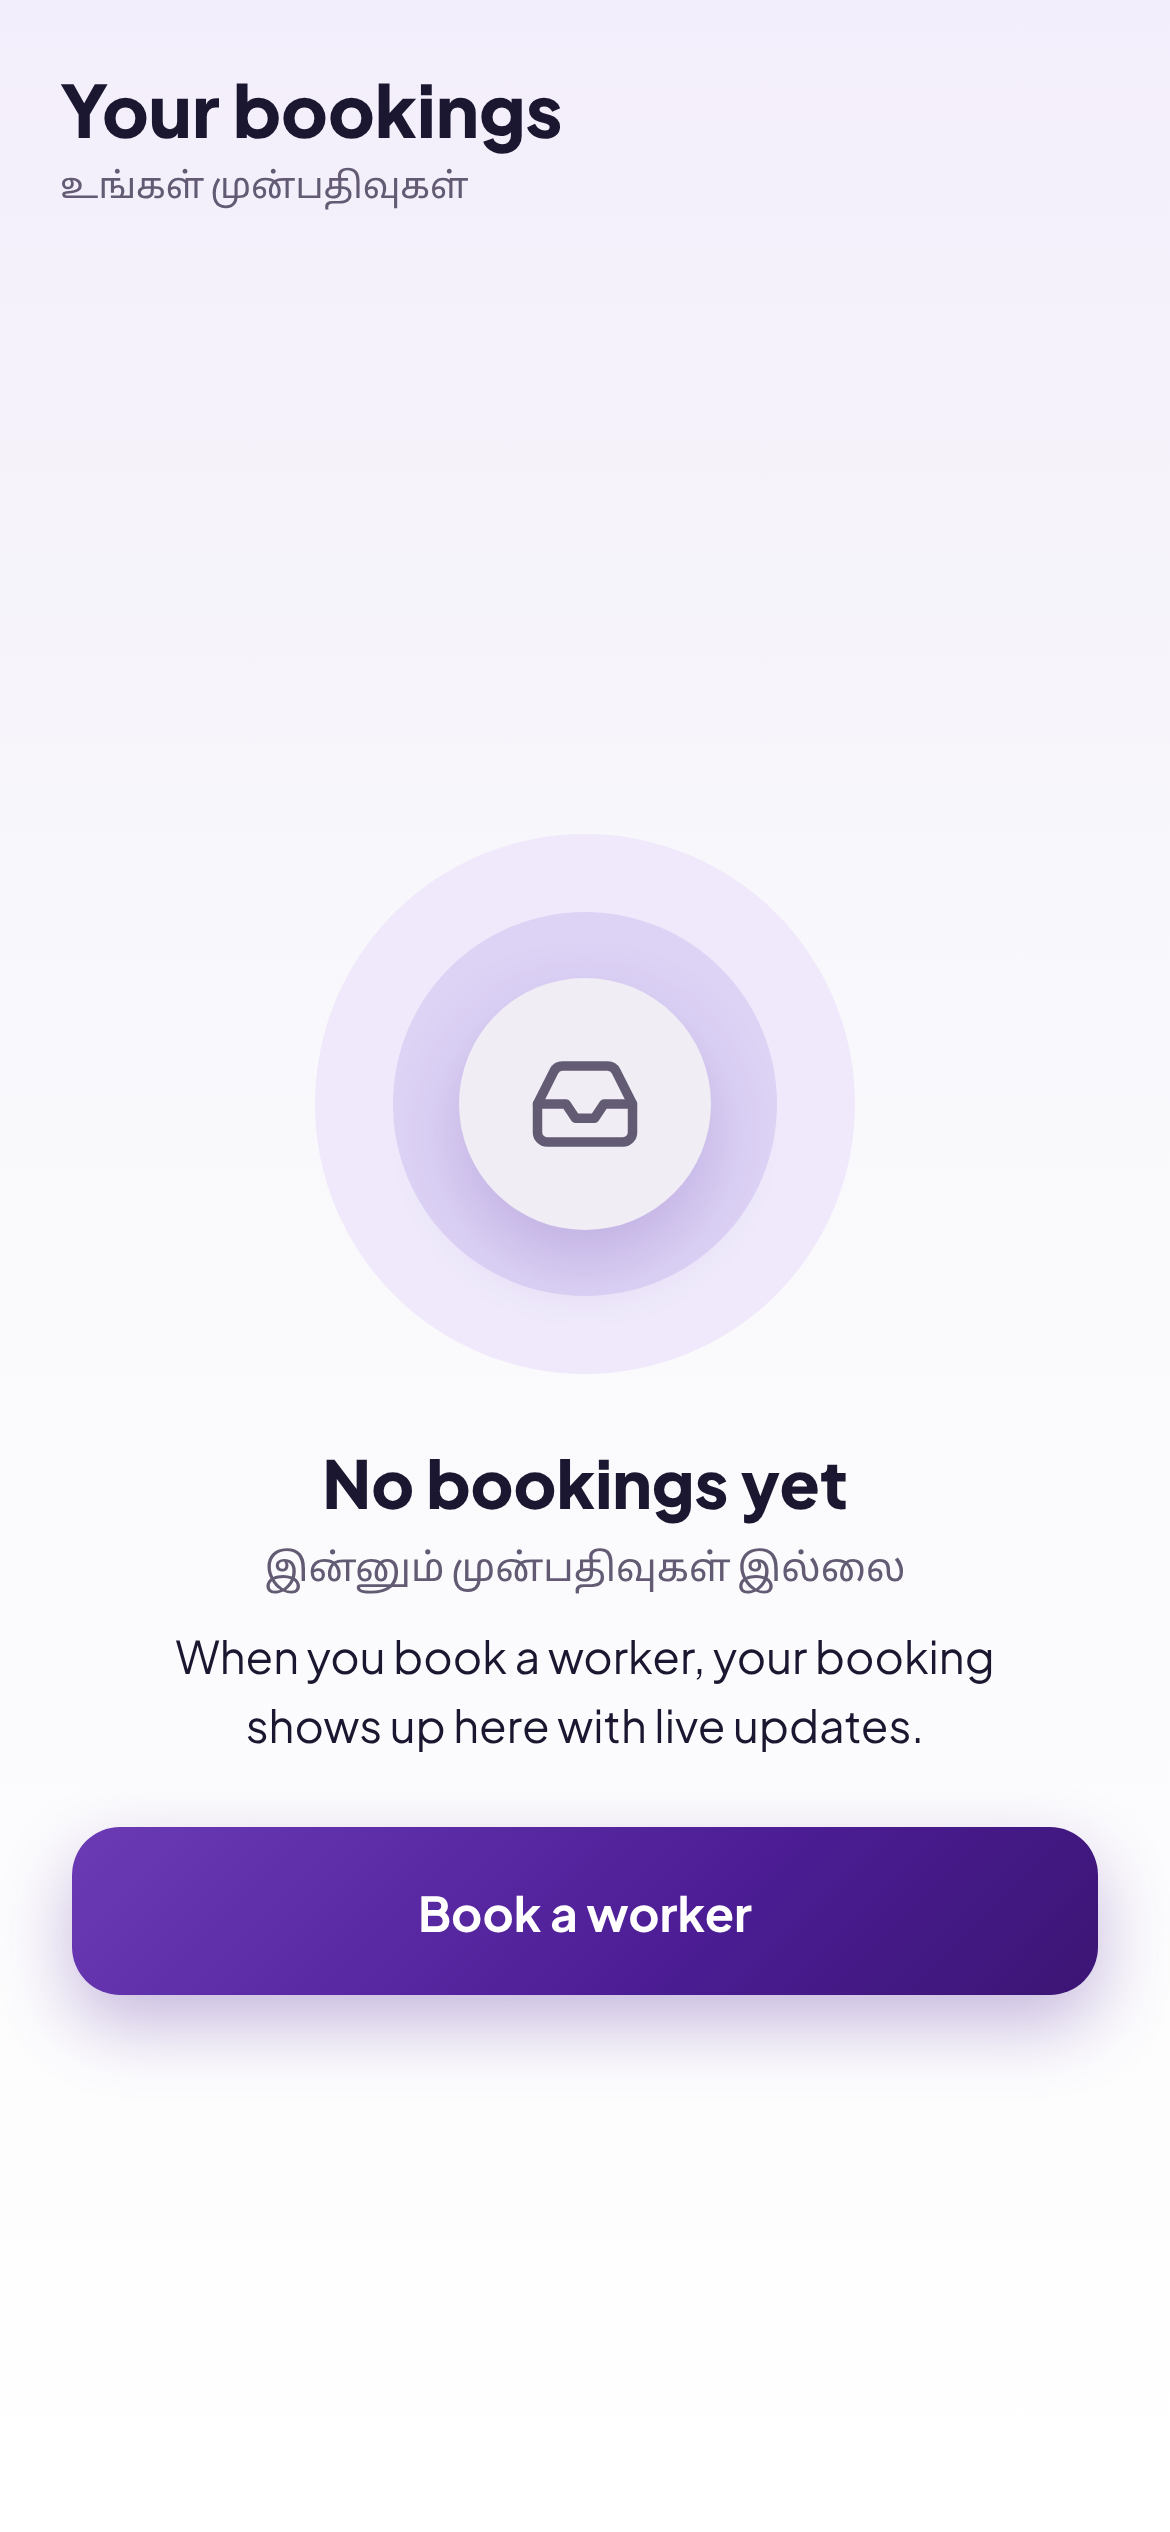 Your bookings
உங்கள் முன்பதிவுகள்
No bookings yet
இன்னும் முன்பதிவுகள் இல்லை
When you book a worker, your booking
shows up here with live updates.
Book a worker